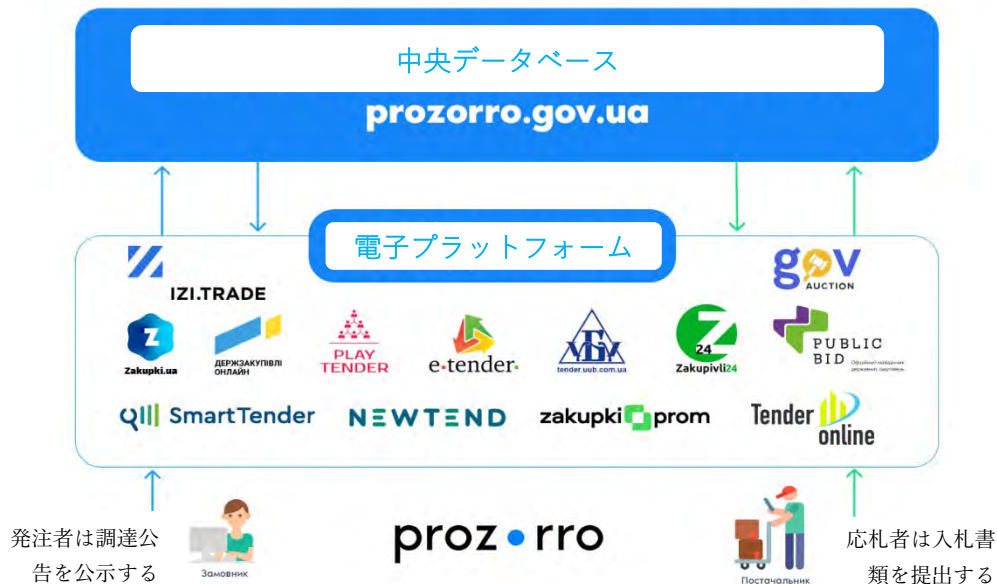 中央データベース
prozorro.gov.ua
電子プラットフォーム
IZI.TRADE
gov
AUCTION
Z
Zakupki.ua
ДЕРЖЗАКУПІВЛІ
ОНЛАЙН
PLAY
TENDER
e-tender
УБУ
tender.uub.com.ua
Z
24
Zakupivli24
PUBLIC
BID
SmartTender
NEWTEND
zakupki prom
Tender
online
発注者は調達公
告を公示する
Замовник
prozorro
Постачальник
応札者は入札書
類を提出する